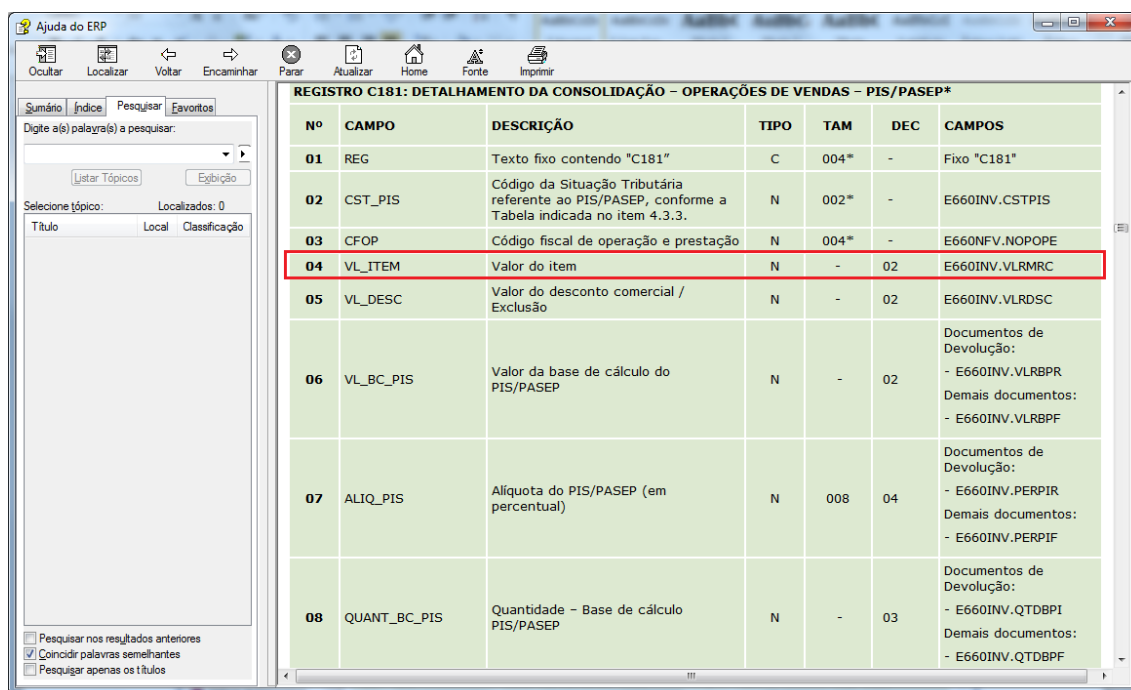 Ajuda do ERP
Ocultar Localizar Voltar Encaminhar Parar Atualizar Home Fonte Imprimir
Sumário Índice Pesquisar Favoritos
Digite a(s) palavra(s) a pesquisar:
Listar Tópicos Exibição
Selecione tópico: Localizados: 0
Título Local Classificação
Pesquisar nos resultados anteriores
Coincidir palavras semelhantes
Pesquisar apenas os títulos
REGISTRO C181: DETALHAMENTO DA CONSOLIDAÇÃO – OPERAÇÕES DE VENDAS – PIS/PASEP*
Nº CAMPO DESCRIÇÃO TIPO TAM DEC CAMPOS
01 REG Texto fixo contendo "C181" C 004* - Fixo "C181"
02 CST_PIS Código da Situação Tributária
referente ao PIS/PASEP, conforme a
Tabela indicada no item 4.3.3. N 002* - E660INV.CSTPIS
03 CFOP Código fiscal de operação e prestação N 004* - E660NFV.NOPOPE
04 VL_ITEM Valor do item N - 02 E660INV.VLRMRC
05 VL_DESC Valor do desconto comercial /
Exclusão N - 02 E660INV.VLRDSC
06 VL_BC_PIS Valor da base de cálculo do
PIS/PASEP N - 02 Documentos de
Devolução:
- E660INV.VLRBPR
Demais documentos:
- E660INV.VLRBPF
07 ALIQ_PIS Alíquota do PIS/PASEP (em
percentual) N 008 04 Documentos de
Devolução:
- E660INV.PERPIR
Demais documentos:
- E660INV.PERPIF
08 QUANT_BC_PIS Quantidade – Base de cálculo
PIS/PASEP N - 03 Documentos de
Devolução:
- E660INV.QTDBPI
Demais documentos:
- E660INV.QTDBPF